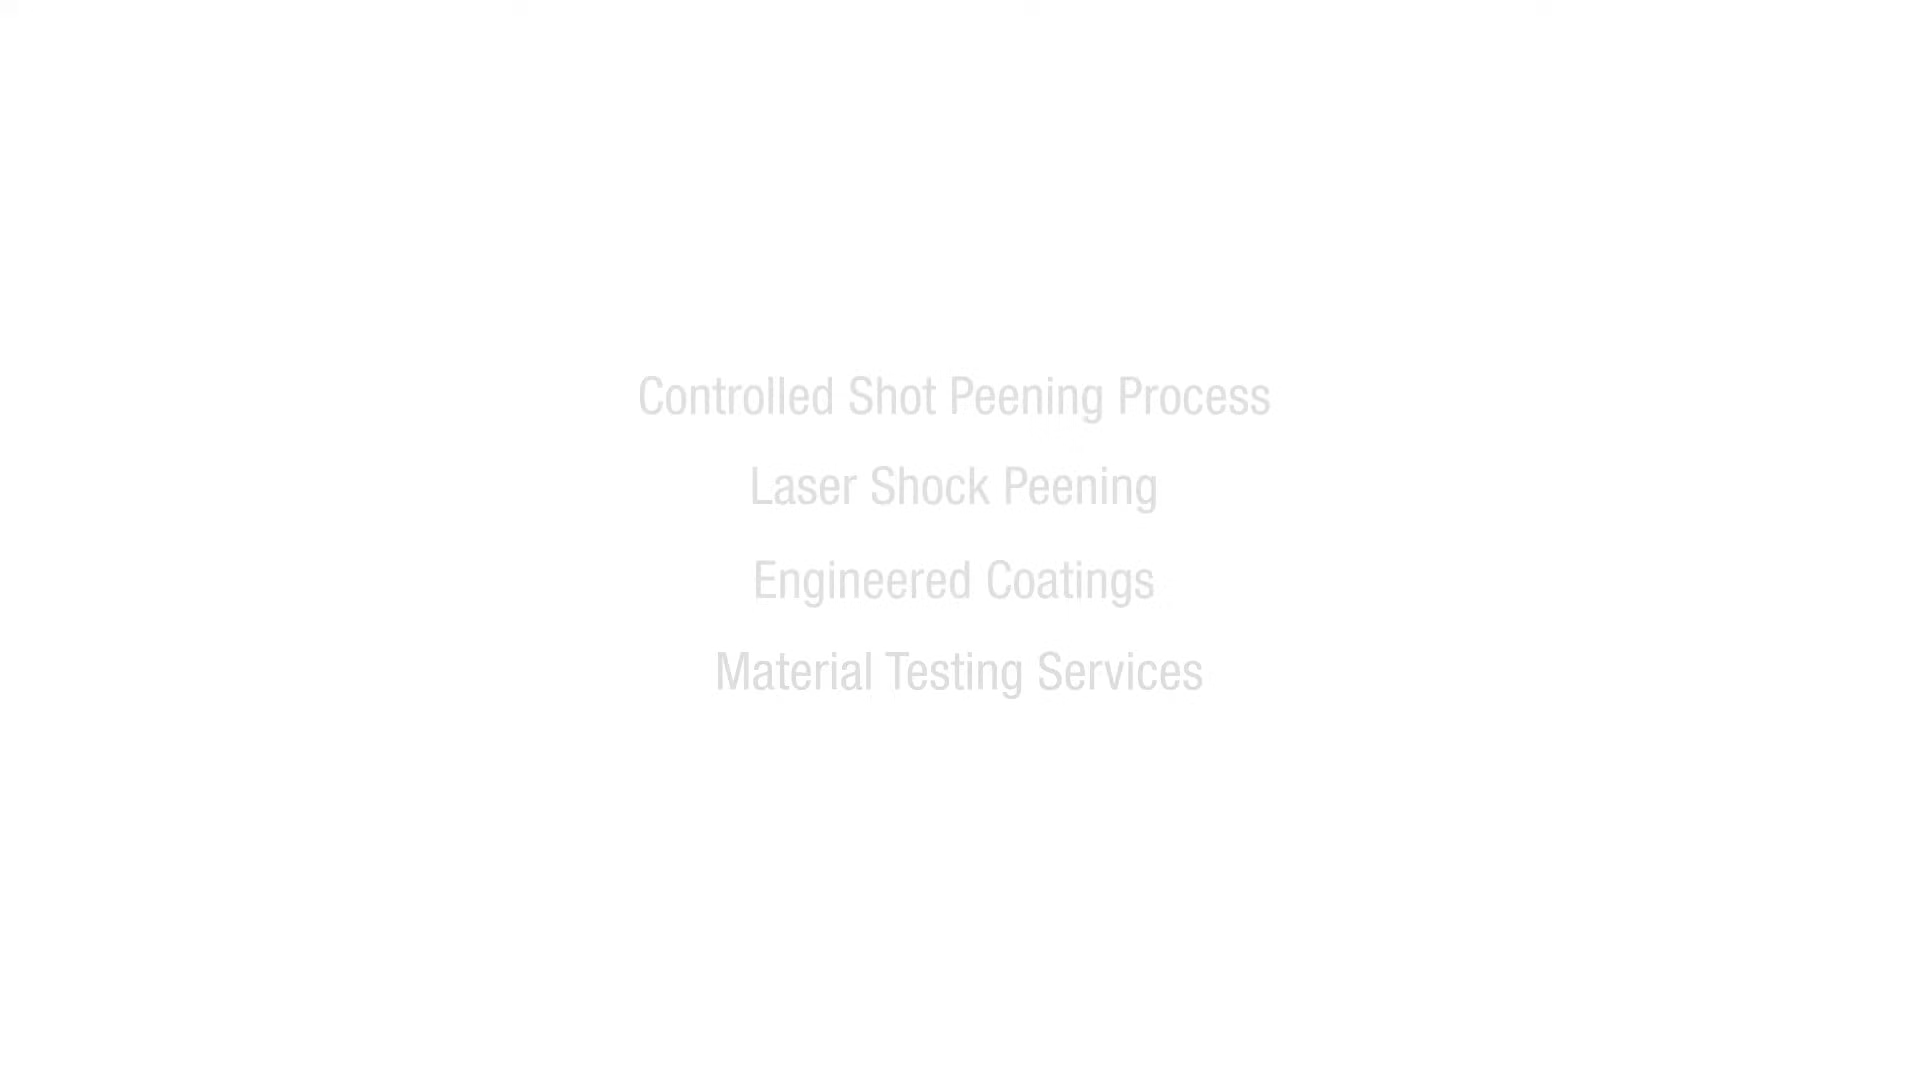 Controlled Shot Peening Process
Laser Shock Peening
Engineered Coatings
Material Testing Services